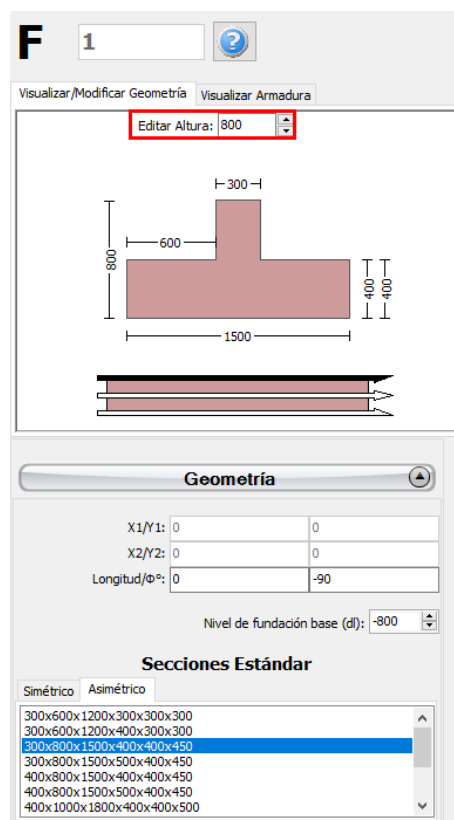 F 1
Visualizar/Modificar Geometría Visualizar Armadura
Editar Altura: 800
300
600
800
400 400
1500
Geometría
X1/Y1: 0 0
X2/Y2: 0 0
Longitud/Φº: 0 -90
Nivel de fundación base (dl): -800
Secciones Estándar
Simétrico Asimétrico
300x600x1200x300x300x300
300x600x1200x400x300x300
300x800x1500x400x400x450
300x800x1500x500x400x450
400x800x1500x400x400x450
400x800x1500x500x400x450
400x1000x1800x400x400x500